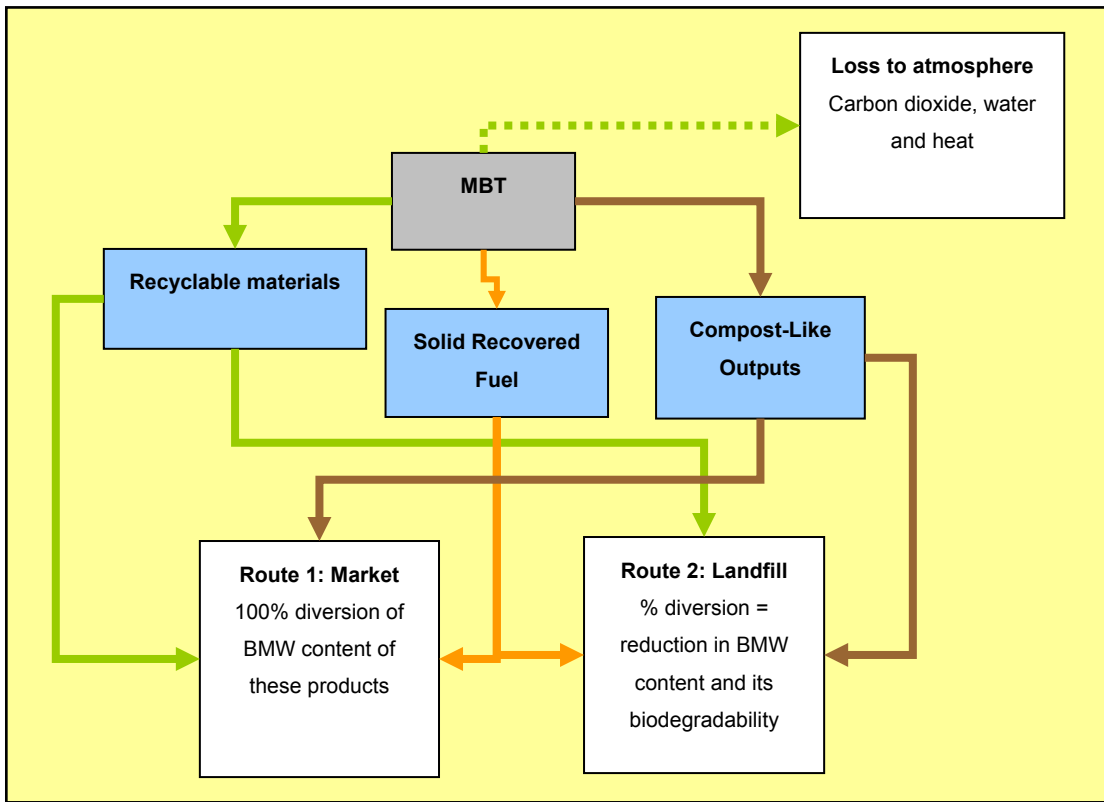 Loss to atmosphere
Carbon dioxide, water
and heat
MBT
Recyclable materials
Solid Recovered
Fuel
Compost-Like
Outputs
Route 1: Market
100% diversion of
BMW content of
these products
Route 2: Landfill
% diversion =
reduction in BMW
content and its
biodegradability